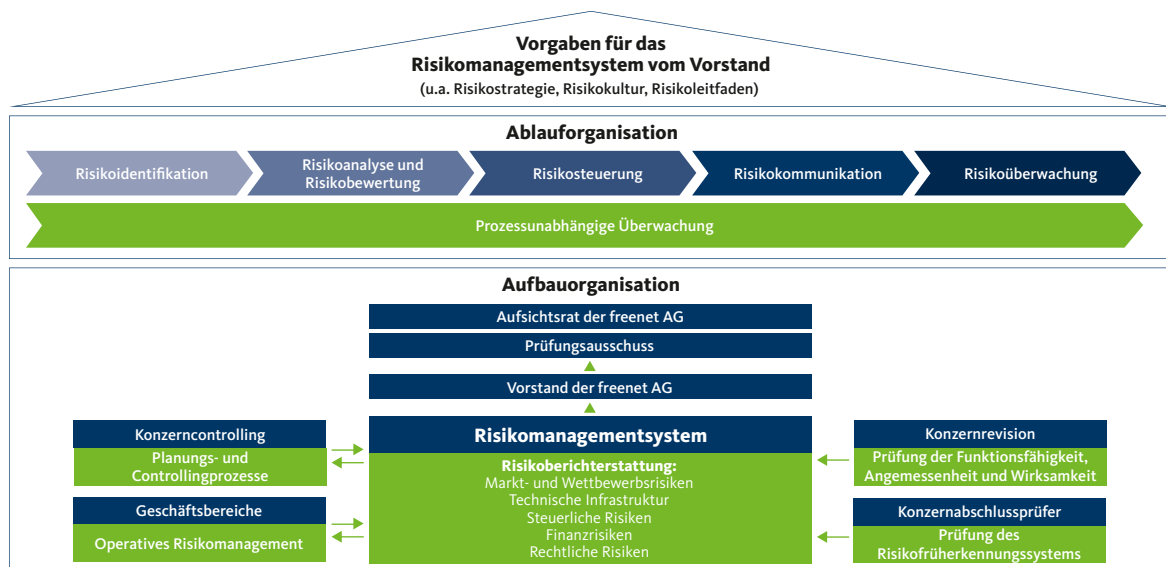 Vorgaben für das
Risikomanagementsystem vom Vorstand
(u.a. Risikostrategie, Risikokultur, Risikoleitfaden)
Ablauforganisation
Risikoidentifikation
Risikoanalyse und
Risikobewertung
Risikosteuerung
Risikokommunikation
Risikoüberwachung
Prozessunabhängige Überwachung
Aufbauorganisation
Aufsichtsrat der freenet AG
Prüfungsausschuss
Vorstand der freenet AG
Konzerncontrolling
Planungs- und
Controllingprozesse
Geschäftsbereiche
Operatives Risikomanagement
Risikomanagementsystem
Risikoberichterstattung:
Markt- und Wettbewerbsrisiken
Technische Infrastruktur
Steuerliche Risiken
Finanzrisiken
Rechtliche Risiken
Konzernrevision
Prüfung der Funktionsfähigkeit,
Angemessenheit und Wirksamkeit
Konzernabschlussprüfer
Prüfung des
Risikofrüherkennungssystems